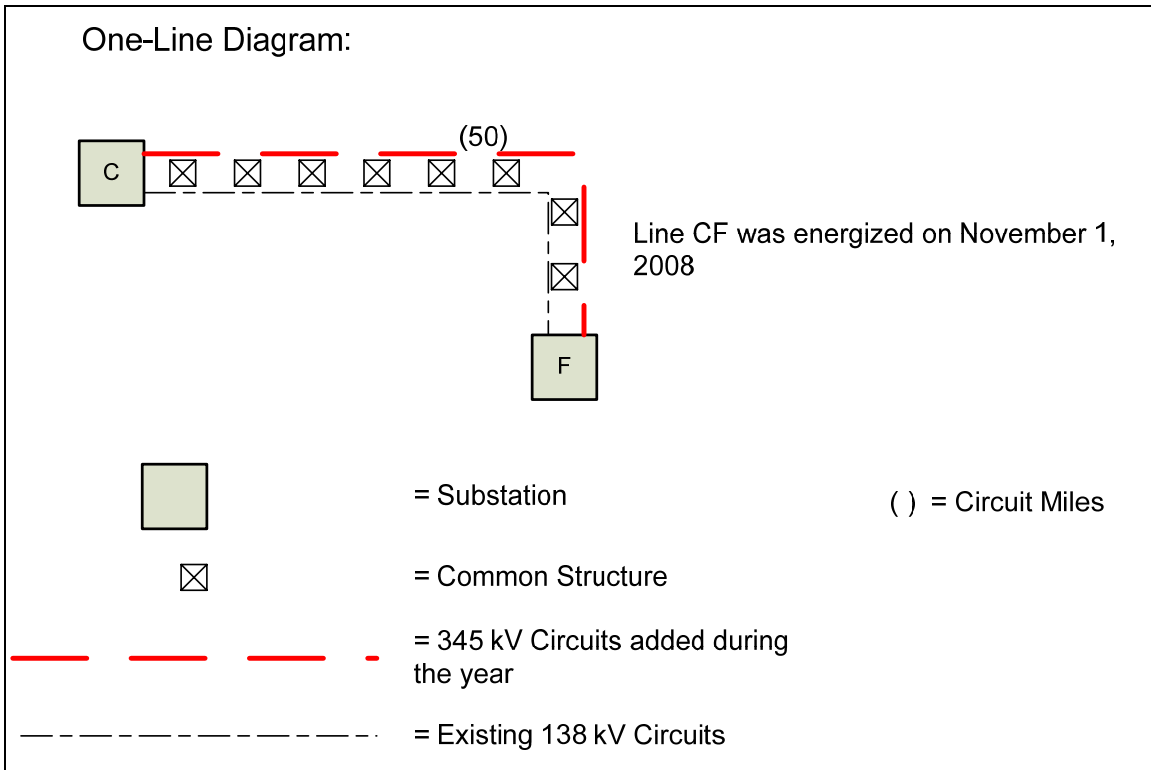 One-Line Diagram:
(50)
C
Line CF was energized on November 1,
2008
F
= Substation
( ) = Circuit Miles
= Common Structure
= 345 kV Circuits added during
the year
= Existing 138 kV Circuits